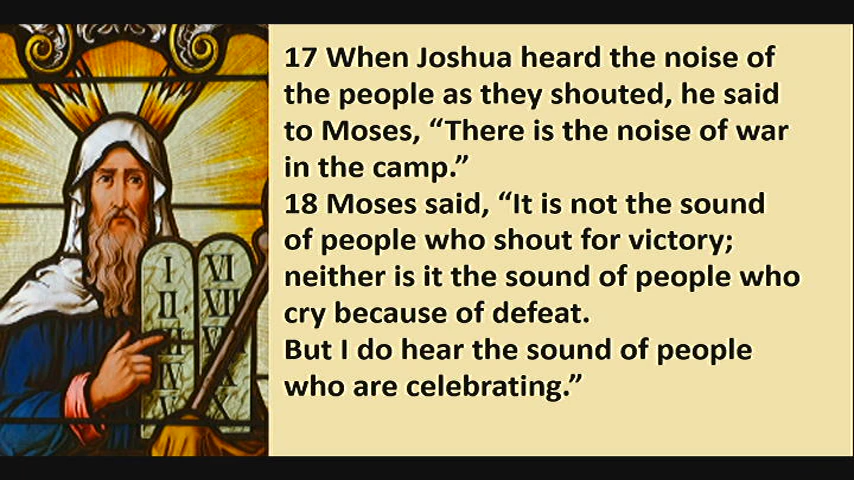 17 When Joshua heard the noise of
the people as they shouted, he said
to Moses, “There is the noise of war
in the camp.”
18 Moses said, “It is not the sound
of people who shout for victory;
neither is it the sound of people who
cry because of defeat.
But I do hear the sound of people
who are celebrating.”
I VI
II. XII